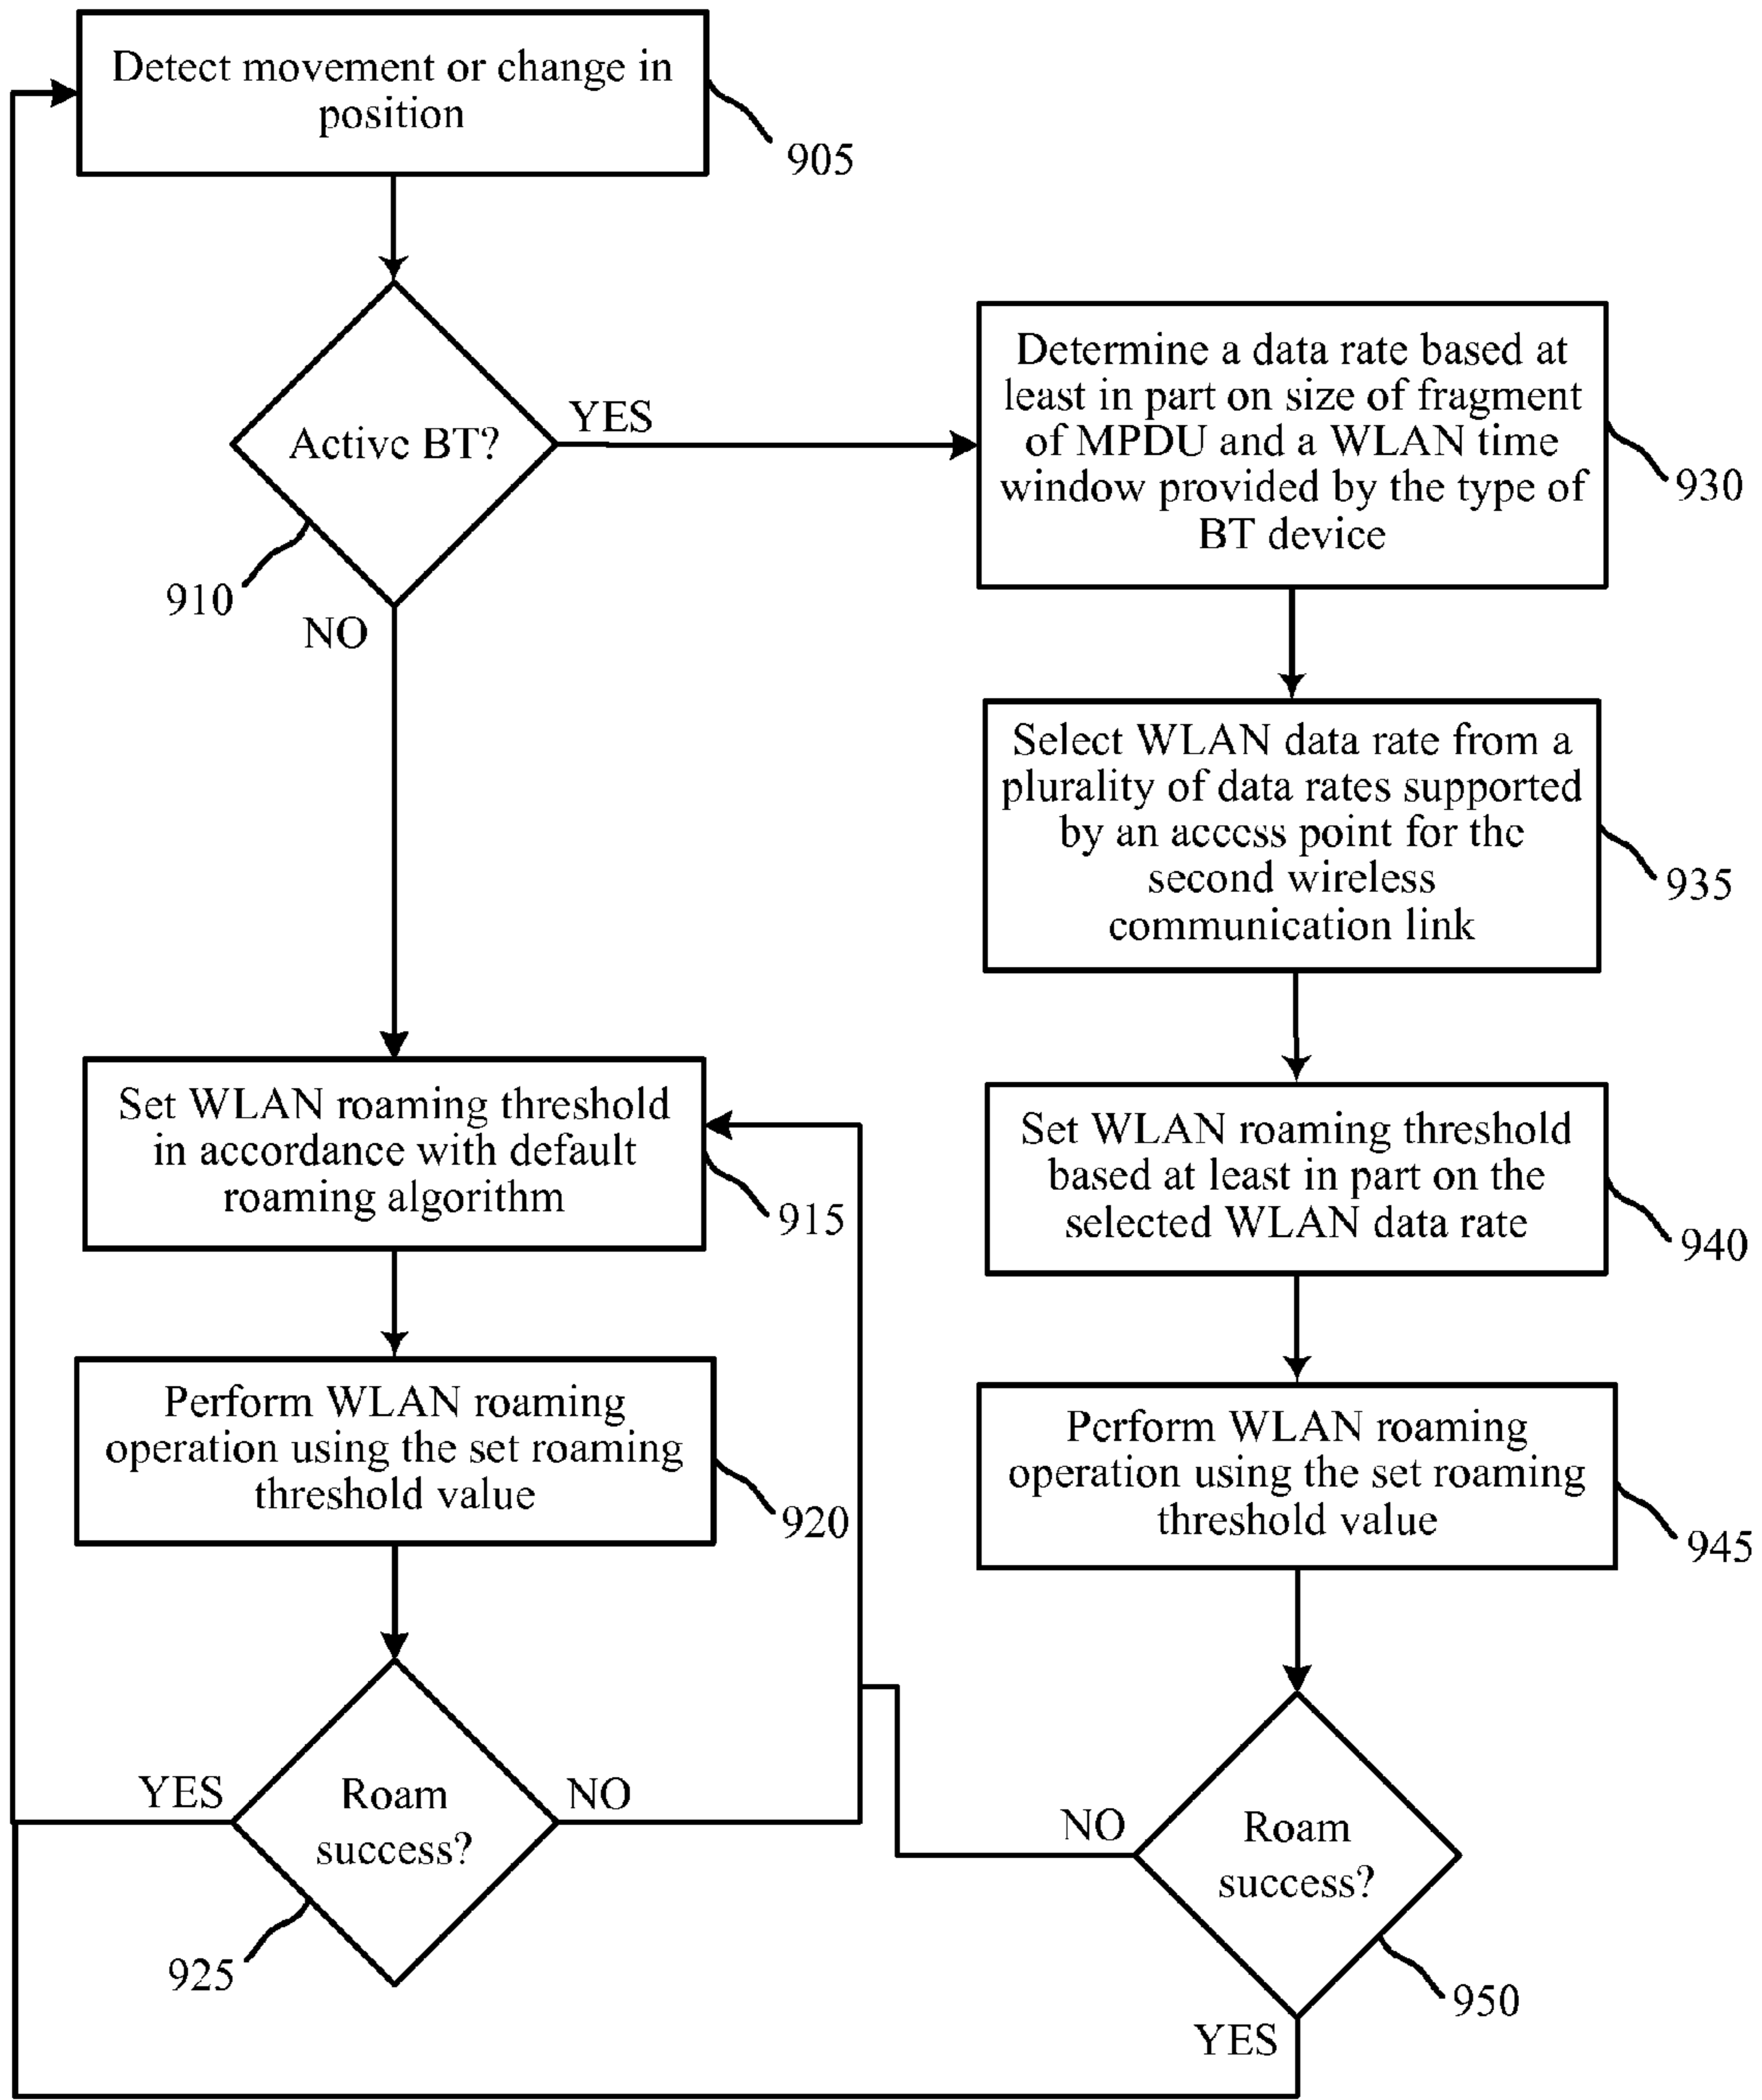 Detect movement or change in
position
905
Active BT?
YES
910
NO
Determine a data rate based at
least in part on size of fragment
of MPDU and a WLAN time
window provided by the type of
BT device
930
Select WLAN data rate from a
plurality of data rates supported
by an access point for the
second wireless
communication link
935
Set WLAN roaming threshold
in accordance with default
roaming algorithm
915
Set WLAN roaming threshold
based at least in part on the
selected WLAN data rate
940
Perform WLAN roaming
operation using the set roaming
threshold value
920
Perform WLAN roaming
operation using the set roaming
threshold value
945
YES
Roam
success?
NO
925
NO
Roam
success?
950
YES